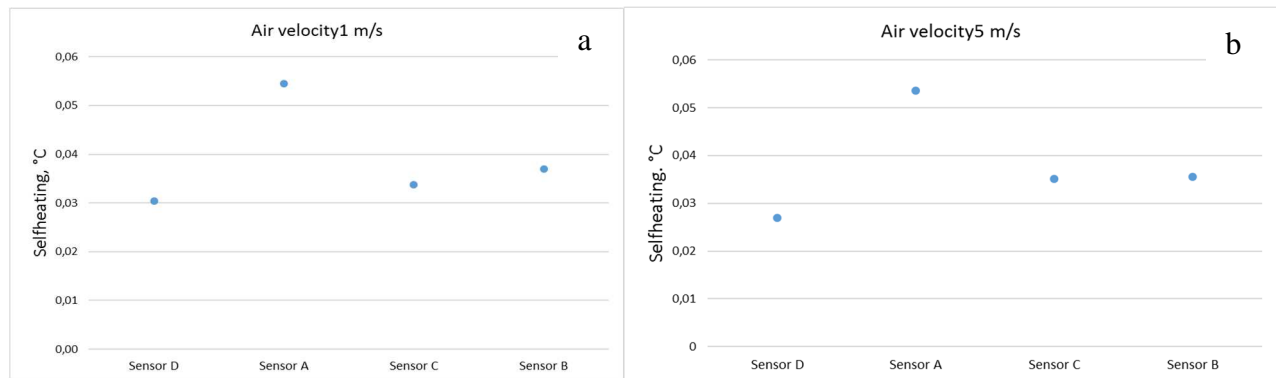 Air velocity1 m/s
a
Selfheating, °C
0,06
0,05
0,04
0,03
0,02
0,01
0,00
Sensor D Sensor A Sensor C Sensor B
Air velocity5 m/s
b
Selfheating. °C
0,06
0,05
0,04
0,03
0,02
0,01
0
Sensor D Sensor A Sensor C Sensor B